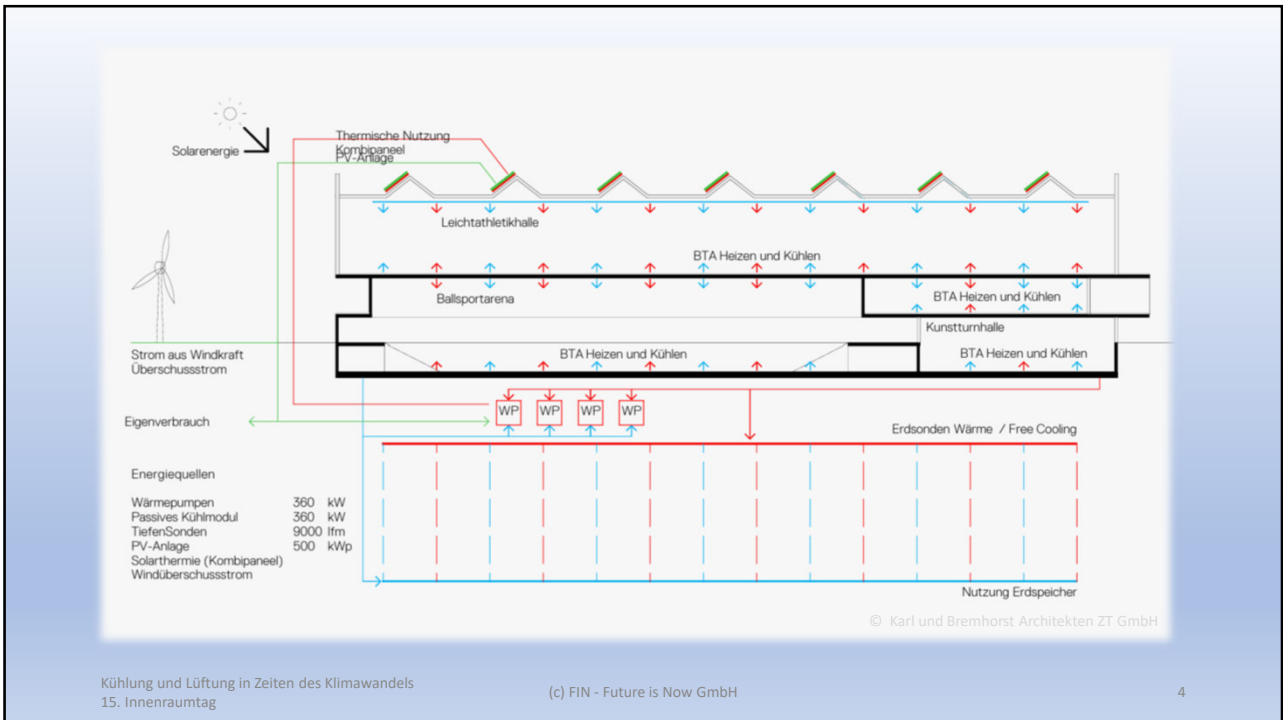 Solarenergie
Thermische Nutzung
Kombipaneel
PV-Anlage
Leichtathletikhalle
BTA Heizen und Kühlen
Ballsportarena
BTA Heizen und Kühlen
Kunstturnhalle
Strom aus Windkraft
Überschussstrom
BTA Heizen und Kühlen
BTA Heizen und Kühlen
WP WP WP WP
Eigenverbrauch
Erdsonden Wärme / Free Cooling
Energiequellen
Wärmepumpen 360 kW
Passives Kühlmodul 360 kW
TiefenSonden 9000 lfm
PV-Anlage 500 kWp
Solarthermie (Kombipaneel)
Windüberschussstrom
Nutzung Erdspeicher
© Karl und Bremhorst Architekten ZT GmbH
Kühlung und Lüftung in Zeiten des Klimawandels
15. Innenraumtag
(c) FIN - Future is Now GmbH
4